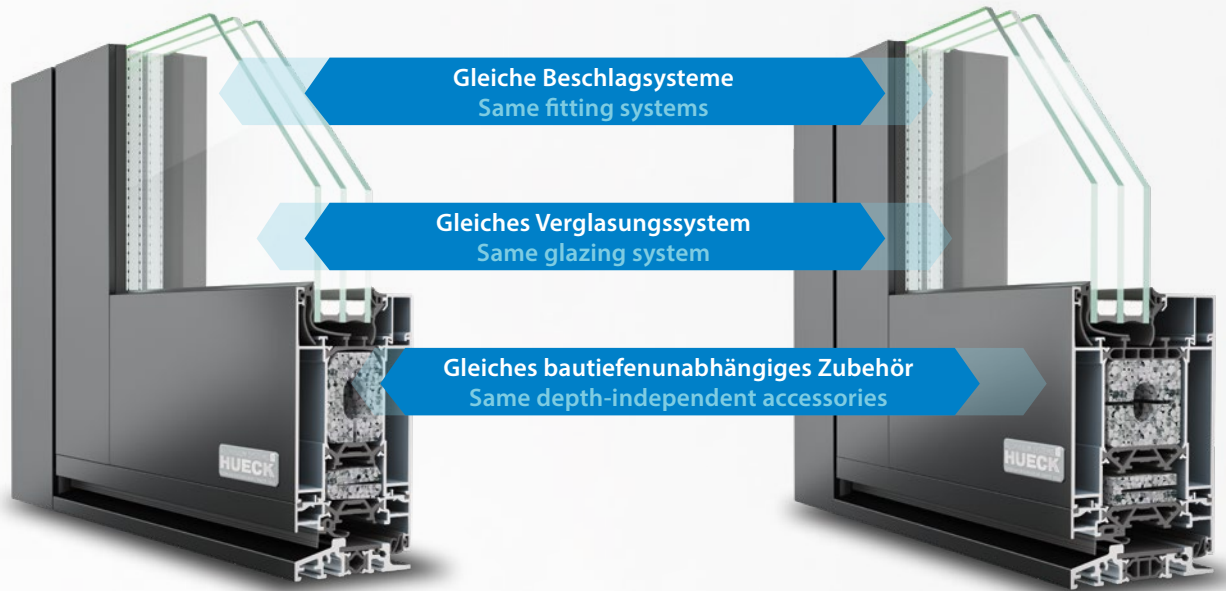 Gleiche Beschlagsysteme
Same fitting systems
Gleiches Verglasungssystem
Same glazing system
Gleiches bautiefenunabhängiges Zubehör
Same depth-independent accessories
HUECK
HUECK